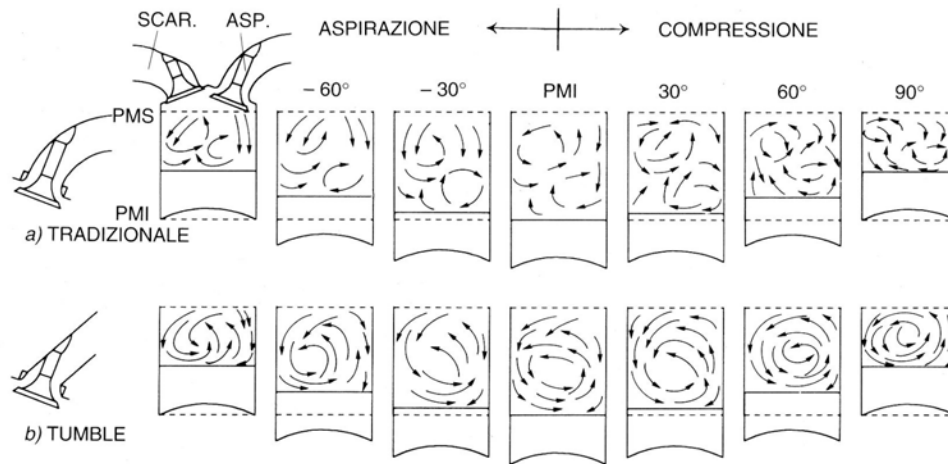 SCAR. ASP. ASPIRAZIONE COMPRESSIONE
– 60° – 30° PMI 30° 60° 90°
PMS
PMI
a) TRADIZIONALE
b) TUMBLE